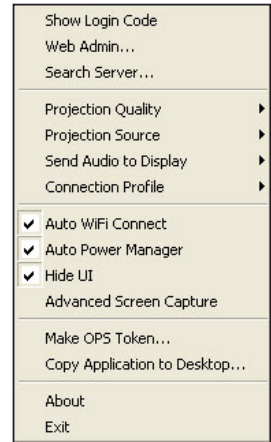 Show Login Code
Web Admin...
Search Server...
Projection Quality
Projection Source
Send Audio to Display
Connection Profile
Auto WiFi Connect
Auto Power Manager
Hide UI
Advanced Screen Capture
Make OPS Token...
Copy Application to Desktop...
About
Exit